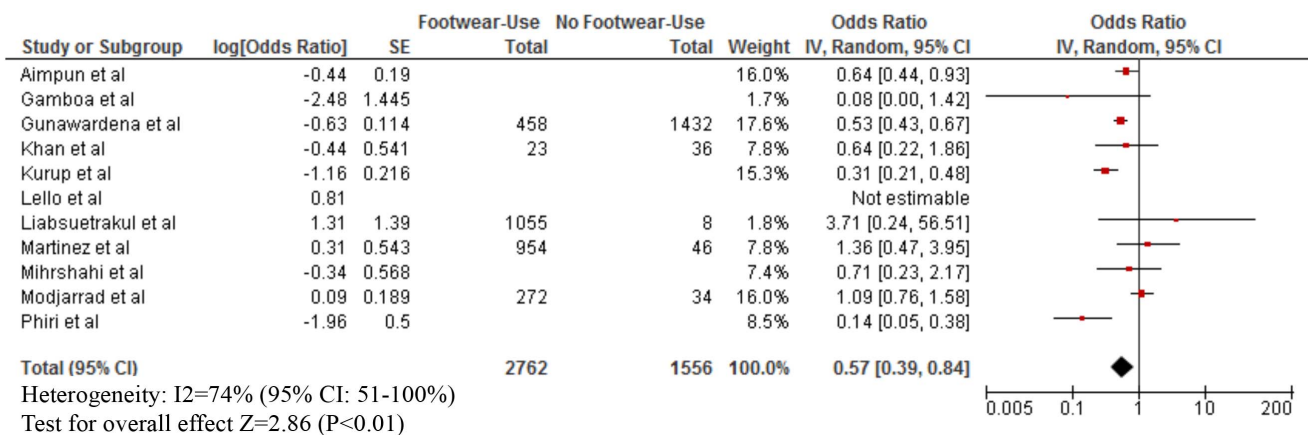 Footwear-Use No Footwear-Use Odds Ratio Odds Ratio
Study or Subgroup log[Odds Ratio] SE Total Total Weight IV, Random, 95% CI IV, Random, 95% CI
Aimpun et al -0.44 0.19 16.0% 0.64 [0.44, 0.93]
Gamboa et al -2.48 1.445 1.7% 0.08 [0.00, 1.42]
Gunawardena et al -0.63 0.114 458 1432 17.6% 0.53 [0.43, 0.67]
Khan et al -0.44 0.541 23 36 7.8% 0.64 [0.22, 1.86]
Kurup et al -1.16 0.216 15.3% 0.31 [0.21, 0.48]
Lello et al 0.81 Not estimable
Liabsuetrakul et al 1.31 1.39 1055 8 1.8% 3.71 [0.24, 56.51]
Martinez et al 0.31 0.543 954 46 7.8% 1.36 [0.47, 3.95]
Mihrshahi et al -0.34 0.568 7.4% 0.71 [0.23, 2.17]
Modjarrad et al 0.09 0.189 272 34 16.0% 1.09 [0.76, 1.58]
Phiri et al -1.96 0.5 8.5% 0.14 [0.05, 0.38]
Total (95% CI) 2762 1556 100.0% 0.57 [0.39, 0.84]
Heterogeneity: I2=74% (95% CI: 51-100%)
Test for overall effect Z=2.86 (P<0.01)
0.005 0.1 1 10 200